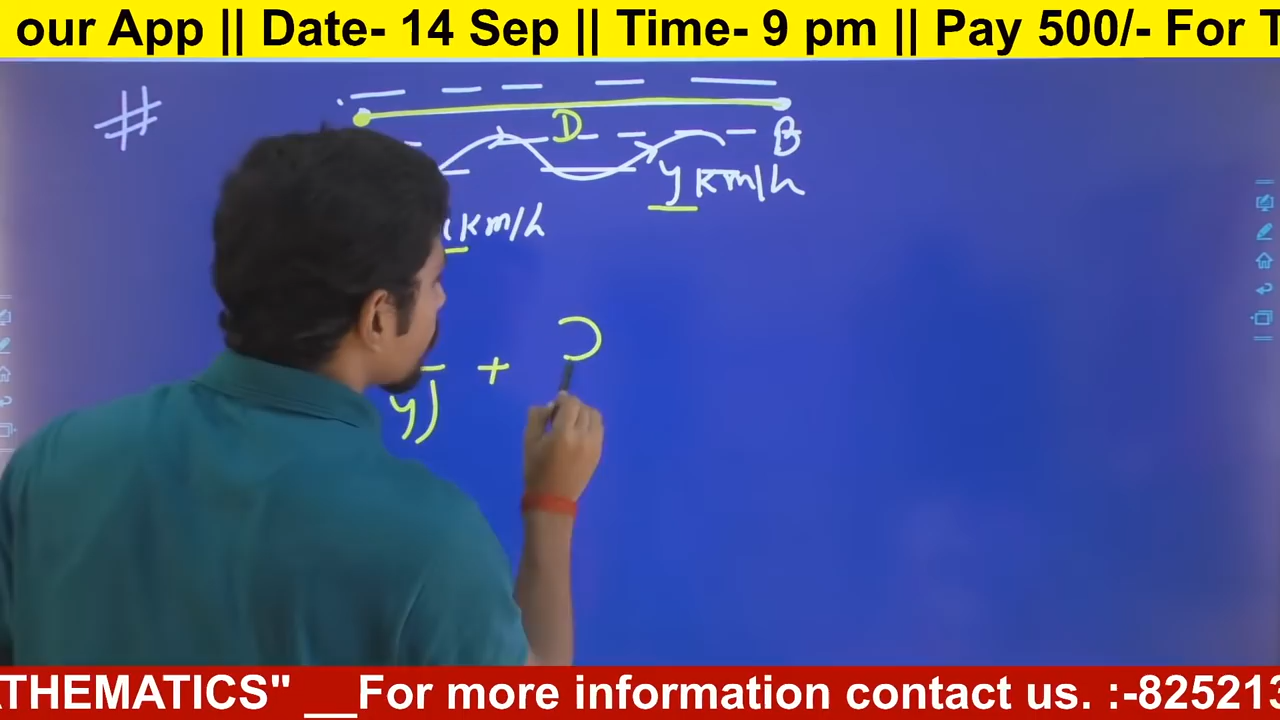 our App || Date- 14 Sep || Time- 9 pm || Pay 500/- For T
#
D
B
y km/h
km/h
y) +
THEMATICS" __For more information contact us. :-825213